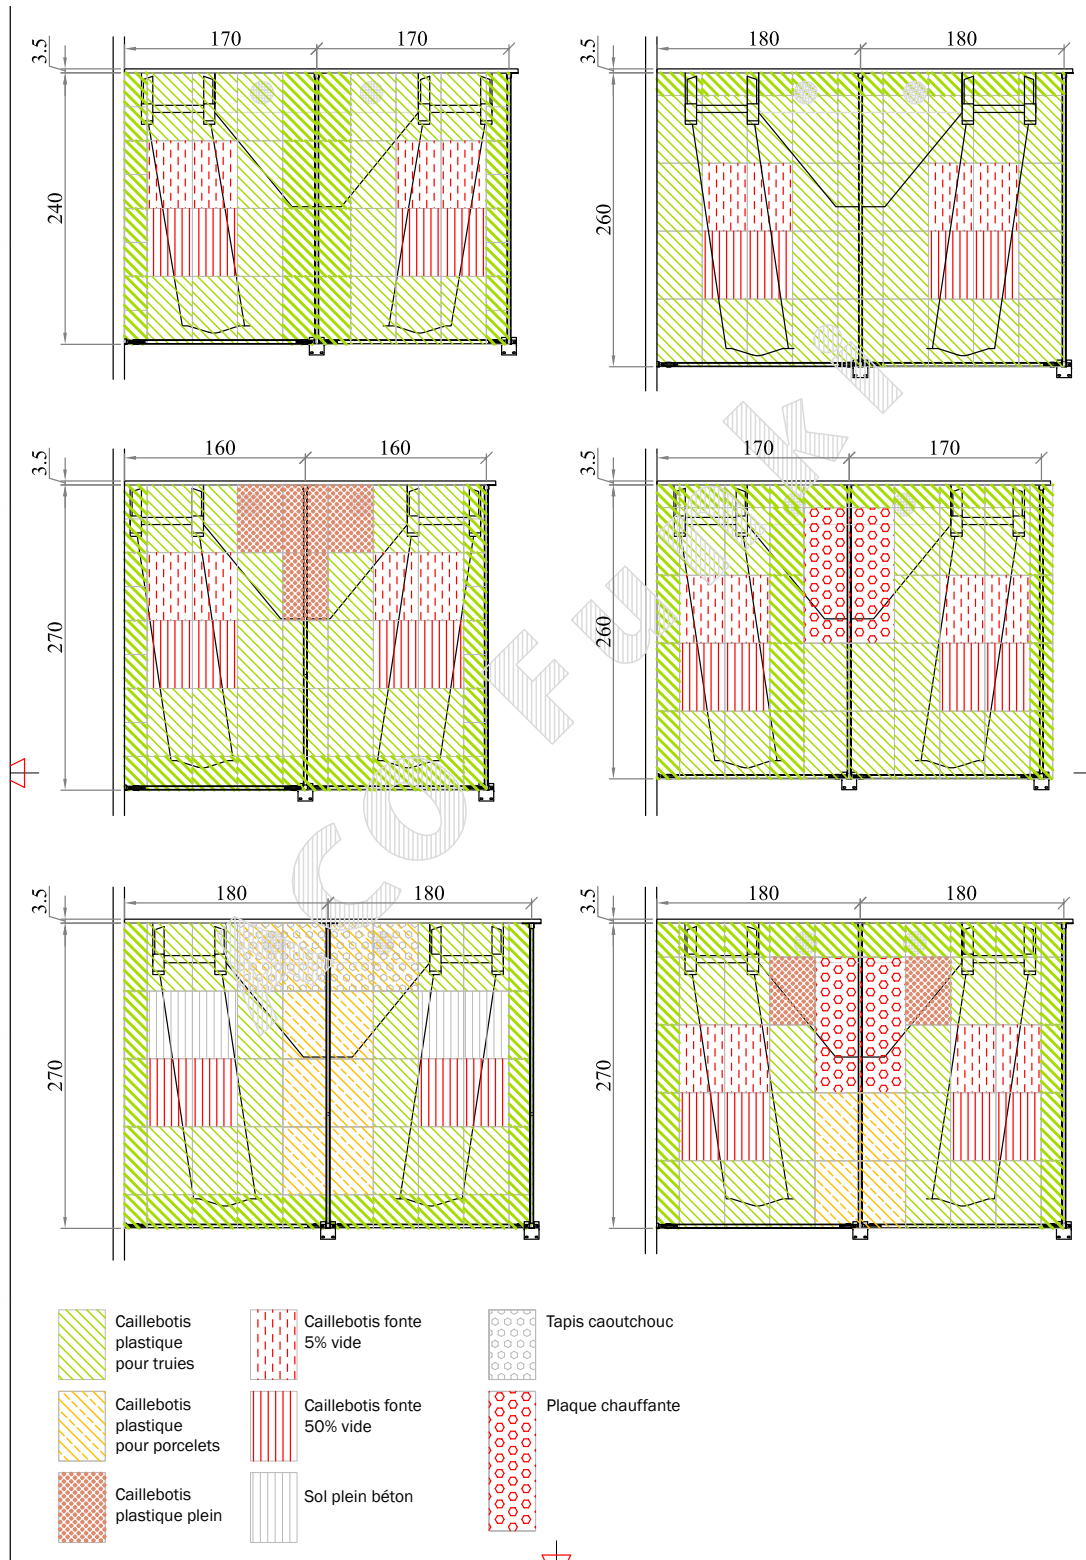 170 170
3.5
240
180 180
3.5
260
160 160
3.5
270
170 170
3.5
260
180 180
3.5
270
180 180
3.5
270
Cofunki
Caillebotis
plastique
pour truies
Caillebotis
plastique
pour porcelets
Caillebotis
plastique plein
Caillebotis fonte
5% vide
Caillebotis fonte
50% vide
Sol plein béton
Tapis caoutchouc
Plaque chauffante